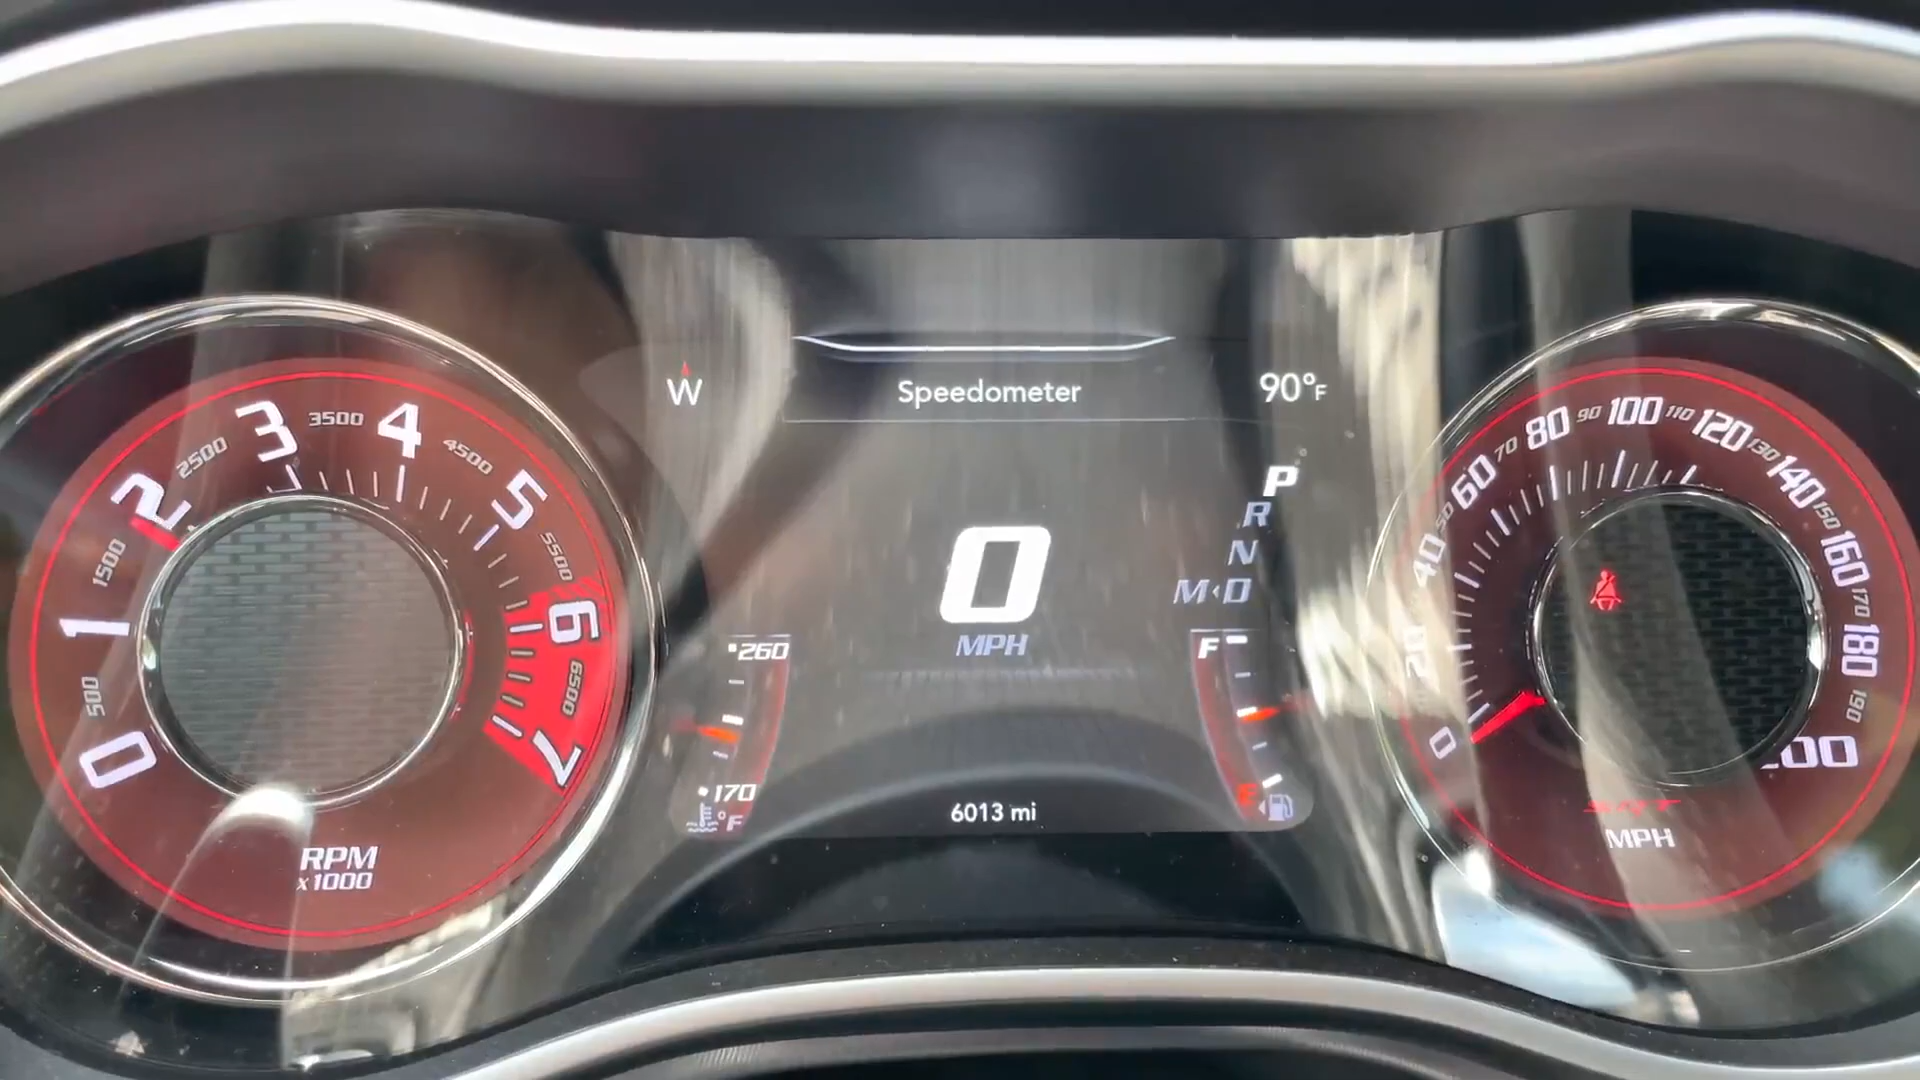 0
500
1
1500
2
2500
3
3500
4
4500
5
5500
6
6500
7
RPM
x1000
W
Speedometer
90°F
P
R
N
M‹D
0
MPH
260
170
°F
F
E
6013 mi
0
20
40
50
60
70
80
90
100
110
120
130
140
150
160
170
180
190
MPH